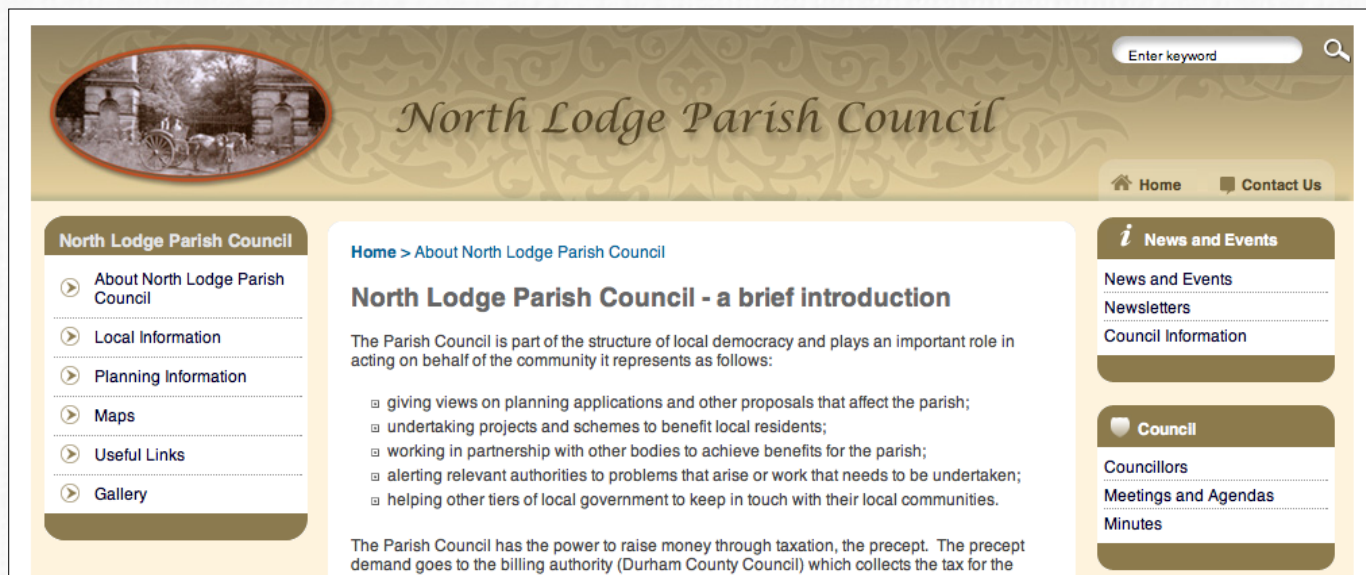 Enter keyword
North Lodge Parish Council
Home
Contact Us
North Lodge Parish Council
About North Lodge Parish
Council
Local Information
Planning Information
Maps
Useful Links
Gallery
Home > About North Lodge Parish Council
North Lodge Parish Council - a brief introduction
The Parish Council is part of the structure of local democracy and plays an important role in
acting on behalf of the community it represents as follows:
giving views on planning applications and other proposals that affect the parish;
undertaking projects and schemes to benefit local residents;
working in partnership with other bodies to achieve benefits for the parish;
alerting relevant authorities to problems that arise or work that needs to be undertaken;
helping other tiers of local government to keep in touch with their local communities.
The Parish Council has the power to raise money through taxation, the precept.  The precept
demand goes to the billing authority (Durham County Council) which collects the tax for the
i News and Events
News and Events
Newsletters
Council Information
Council
Councillors
Meetings and Agendas
Minutes